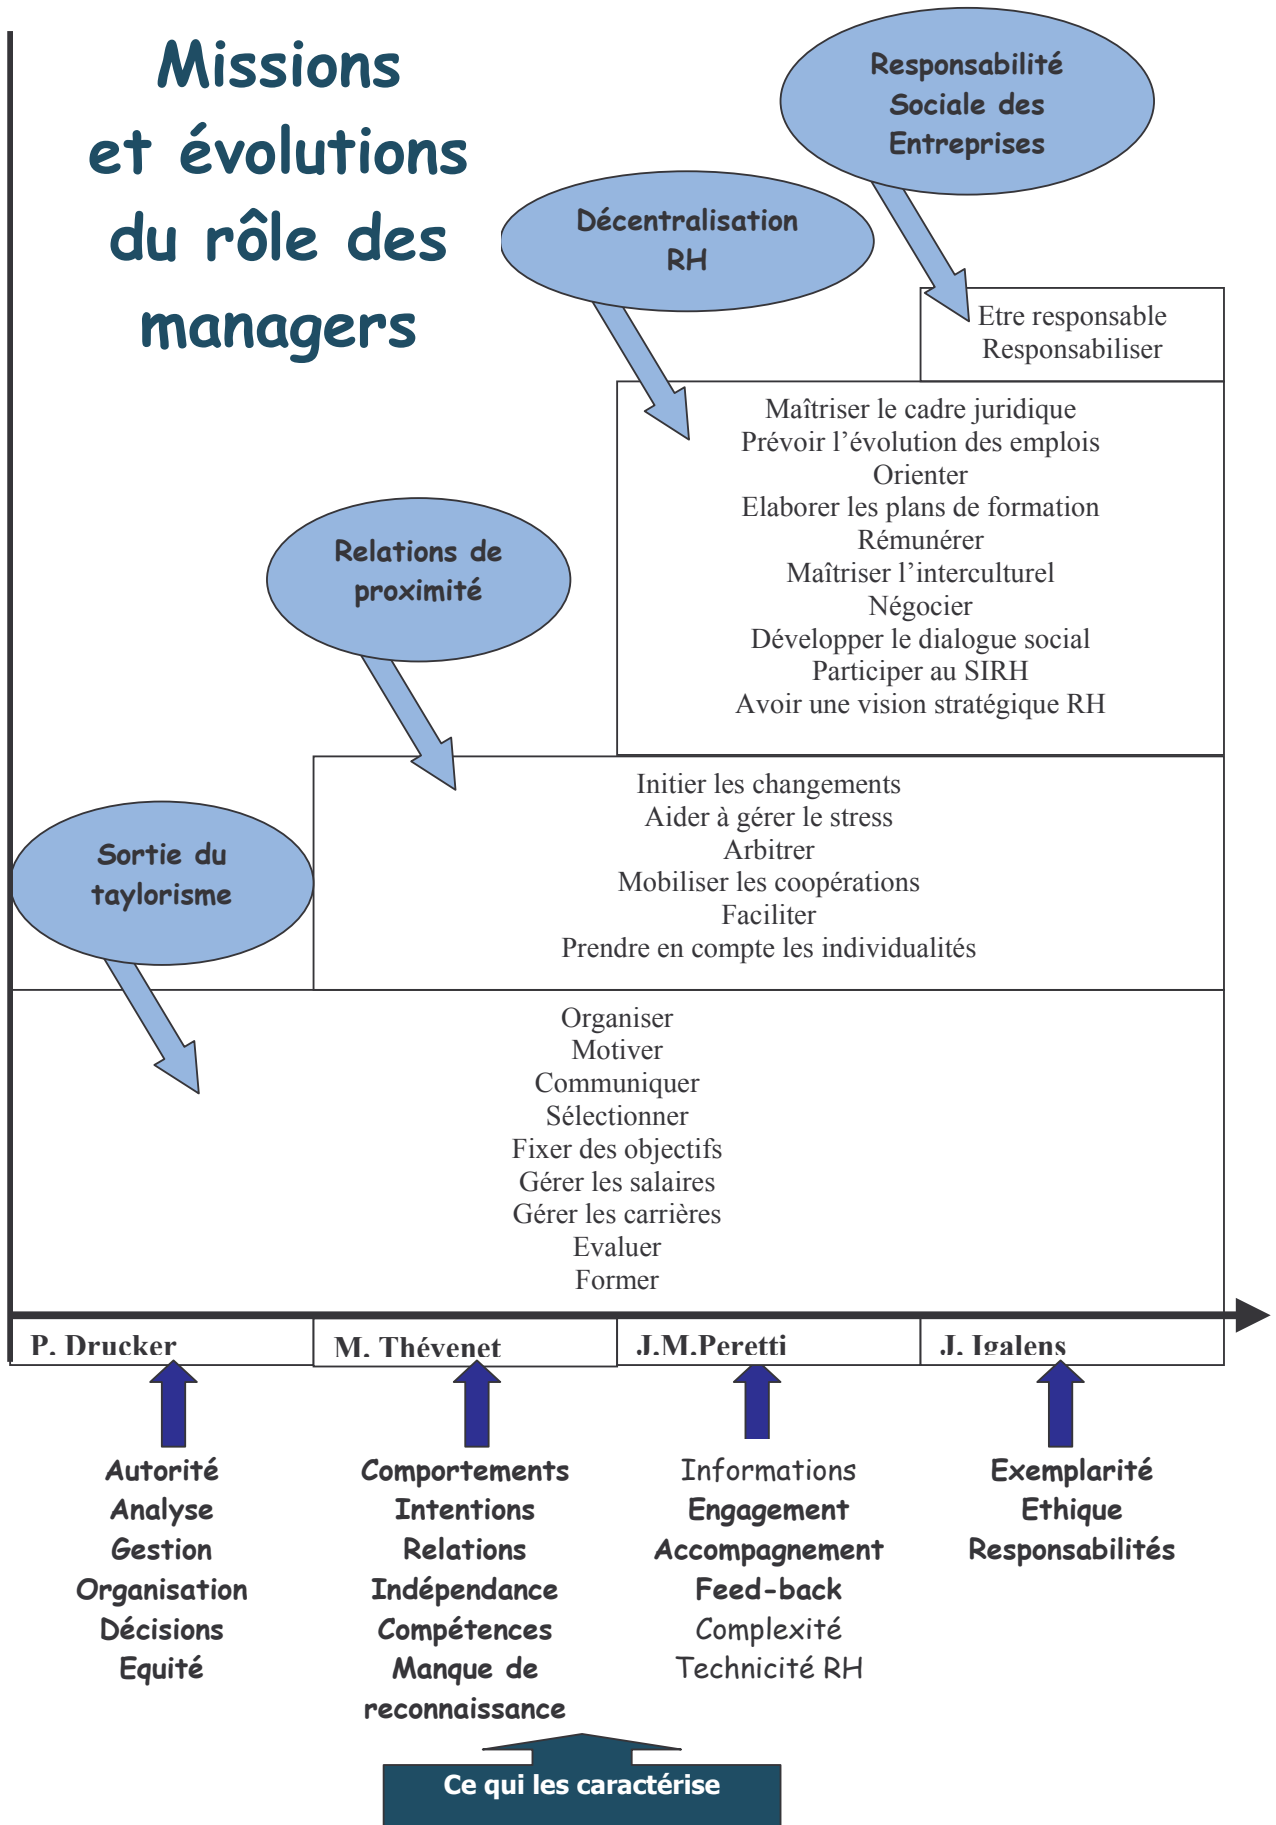 Missions
et évolutions
du rôle des
managers
Responsabilité
Sociale des
Entreprises
Décentralisation
RH
Etre responsable
Responsabiliser
Maîtriser le cadre juridique
Prévoir l’évolution des emplois
Orienter
Elaborer les plans de formation
Rémunérer
Maîtriser l’interculturel
Négocier
Développer le dialogue social
Participer au SIRH
Avoir une vision stratégique RH
Relations de
proximité
Initier les changements
Aider à gérer le stress
Arbitrer
Mobiliser les coopérations
Faciliter
Prendre en compte les individualités
Sortie du
taylorisme
Organiser
Motiver
Communiquer
Sélectionner
Fixer des objectifs
Gérer les salaires
Gérer les carrières
Evaluer
Former
P. Drucker
M. Thévenet
J.M.Peretti
J. Igalens
Autorité
Analyse
Gestion
Organisation
Décisions
Equité
Comportements
Intentions
Relations
Indépendance
Compétences
Manque de
reconnaissance
Informations
Engagement
Accompagnement
Feed-back
Complexité
Technicité RH
Exemplarité
Ethique
Responsabilités
Ce qui les caractérise